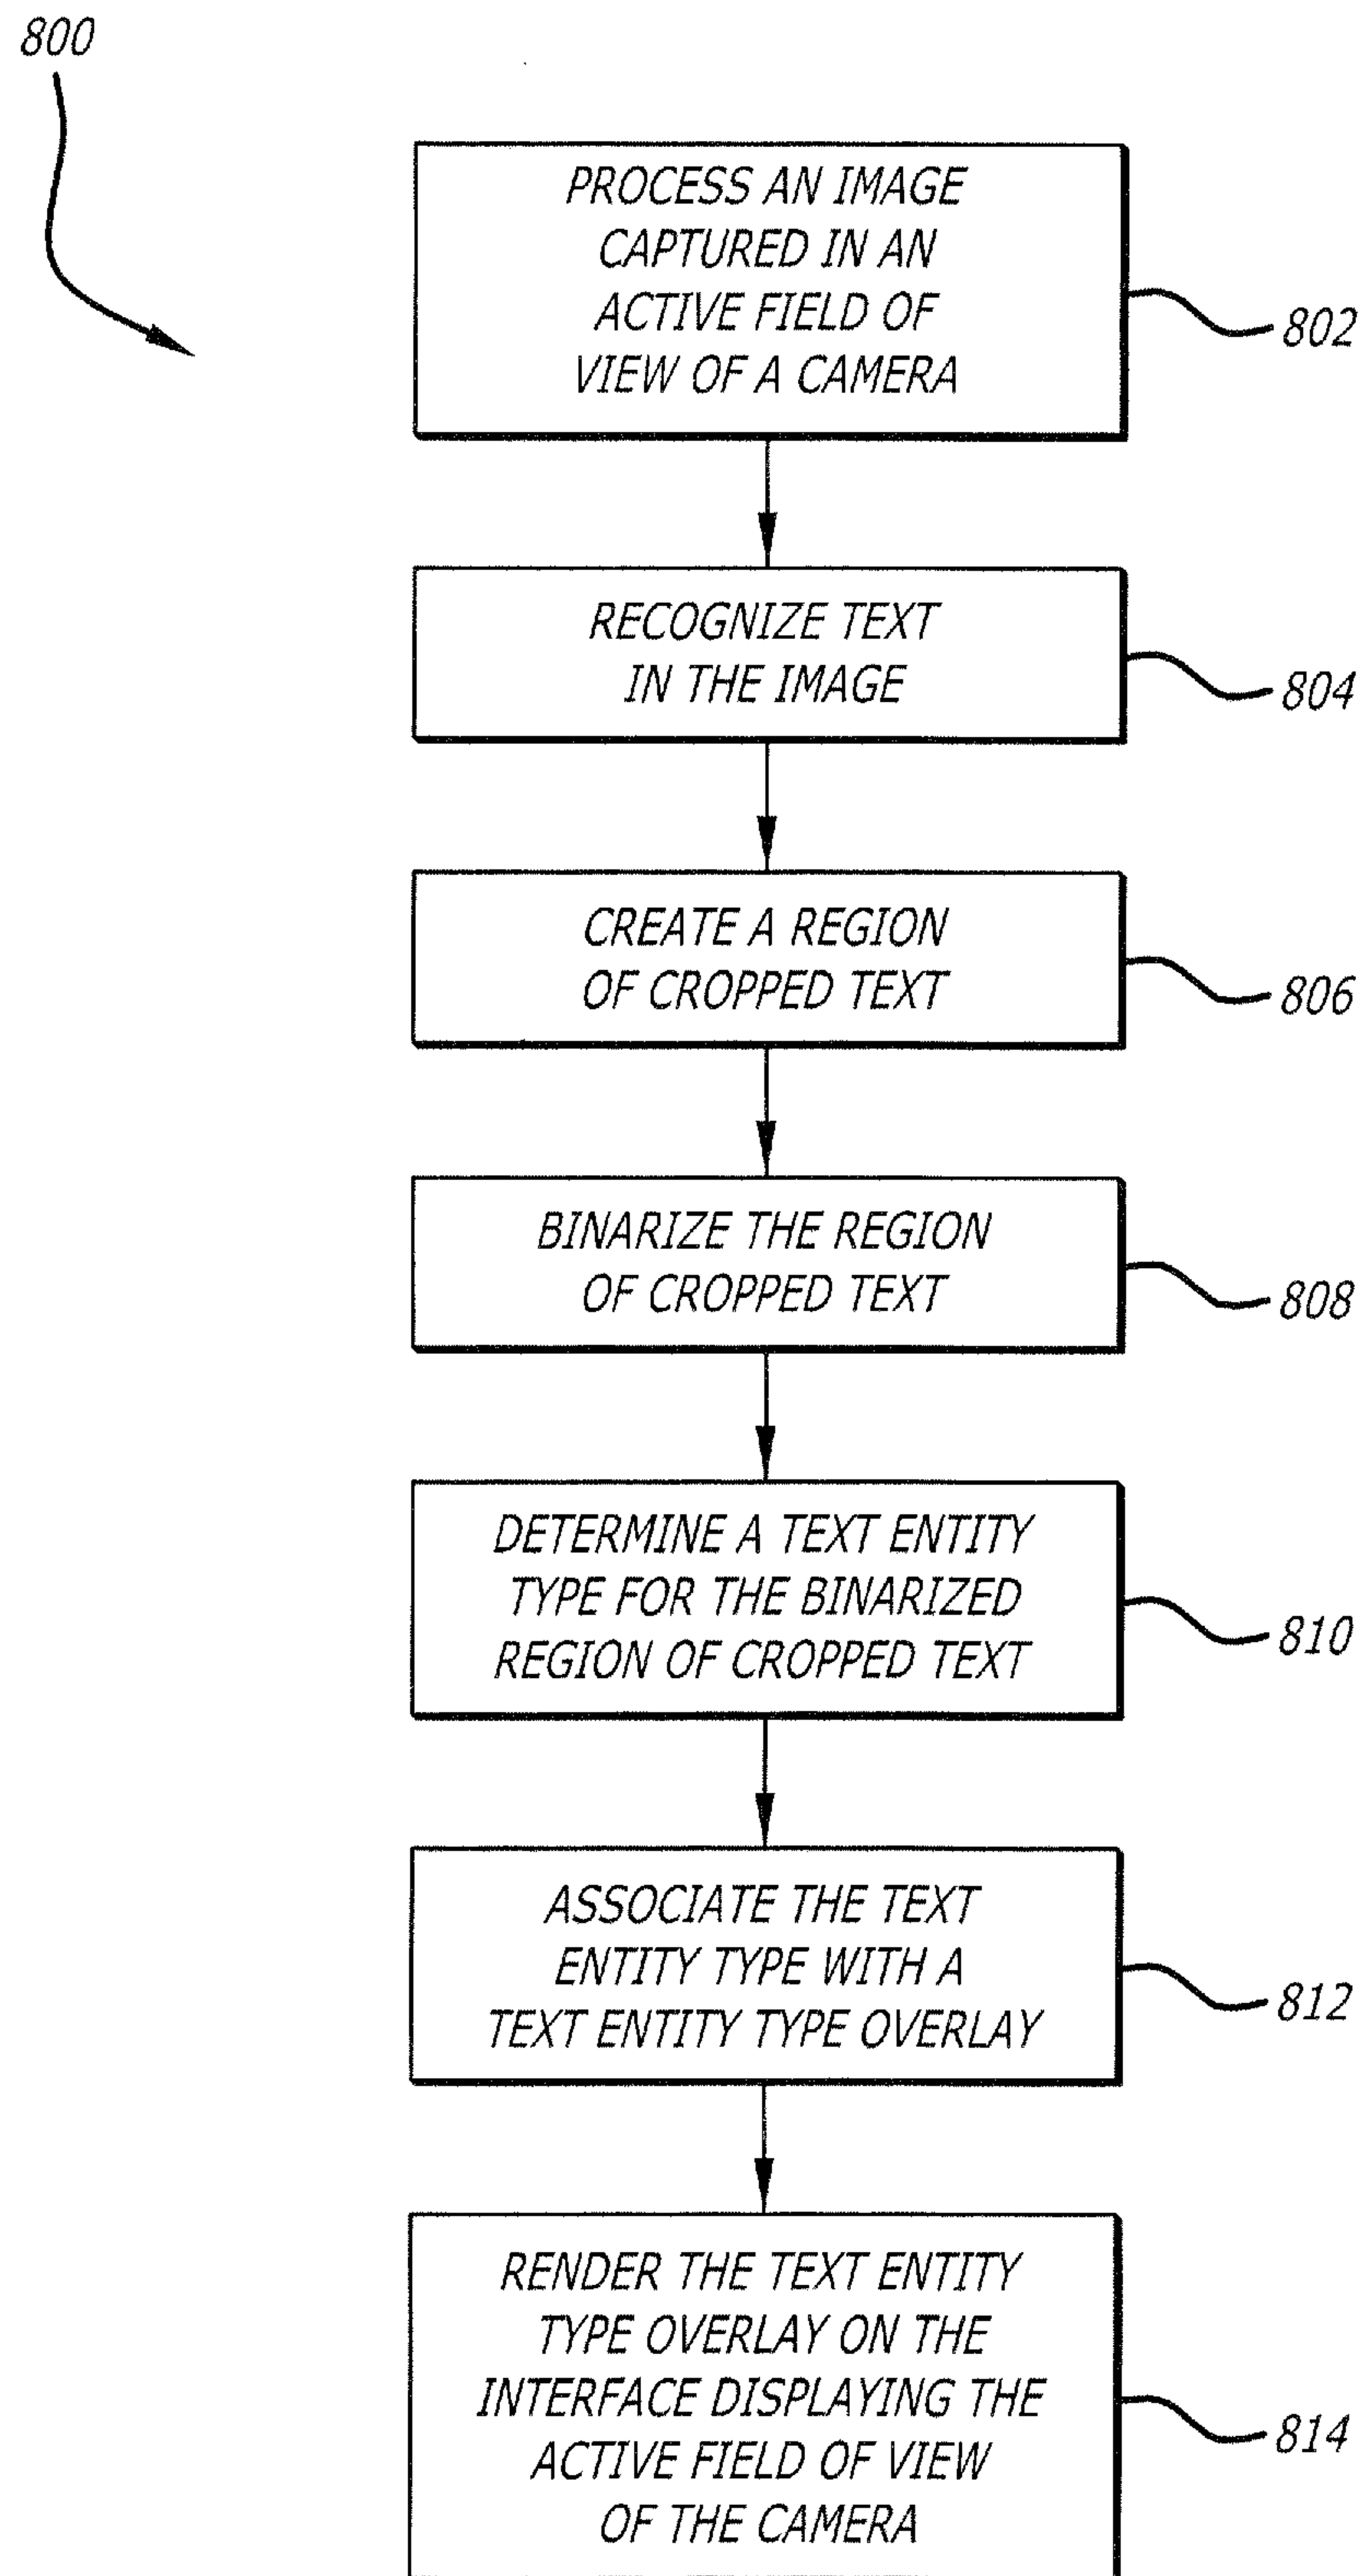 800
PROCESS AN IMAGE
CAPTURED IN AN
ACTIVE FIELD OF
VIEW OF A CAMERA
802
RECOGNIZE TEXT
IN THE IMAGE
804
CREATE A REGION
OF CROPPED TEXT
806
BINARIZE THE REGION
OF CROPPED TEXT
808
DETERMINE A TEXT ENTITY
TYPE FOR THE BINARIZED
REGION OF CROPPED TEXT
810
ASSOCIATE THE TEXT
ENTITY TYPE WITH A
TEXT ENTITY TYPE OVERLAY
812
RENDER THE TEXT ENTITY
TYPE OVERLAY ON THE
INTERFACE DISPLAYING THE
ACTIVE FIELD OF VIEW
OF THE CAMERA
814